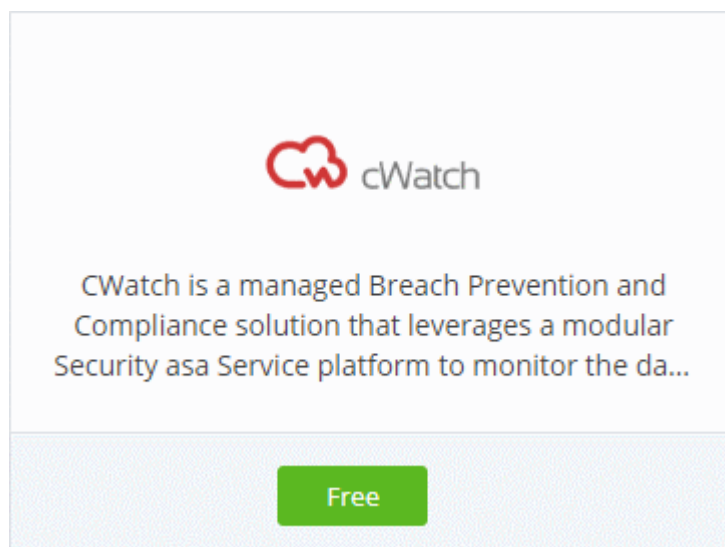 cWatch
CWatch is a managed Breach Prevention and
Compliance solution that leverages a modular
Security asa Service platform to monitor the da...
Free